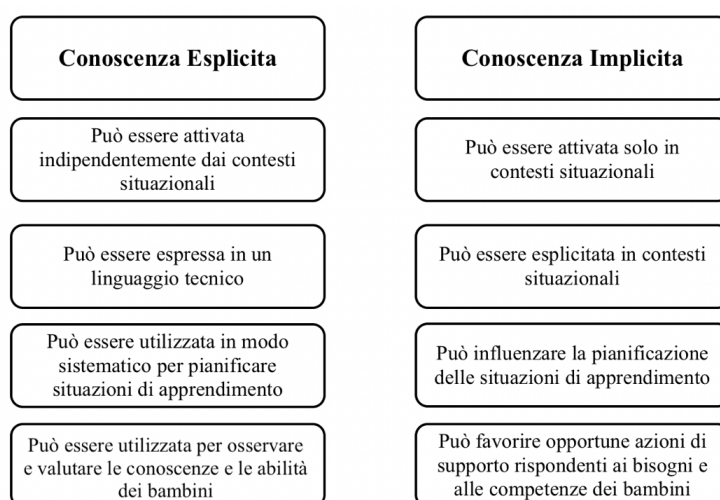 Conoscenza Esplicita
Può essere attivata
indipendentemente dai contesti
situazionali
Può essere espressa in un
linguaggio tecnico
Può essere utilizzata in modo
sistematico per pianificare
situazioni di apprendimento
Può essere utilizzata per osservare
e valutare le conoscenze e le abilità
dei bambini
Conoscenza Implicita
Può essere attivata solo in
contesti situazionali
Può essere esplicitata in contesti
situazionali
Può influenzare la pianificazione
delle situazioni di apprendimento
Può favorire opportune azioni di
supporto rispondenti ai bisogni e
alle competenze dei bambini